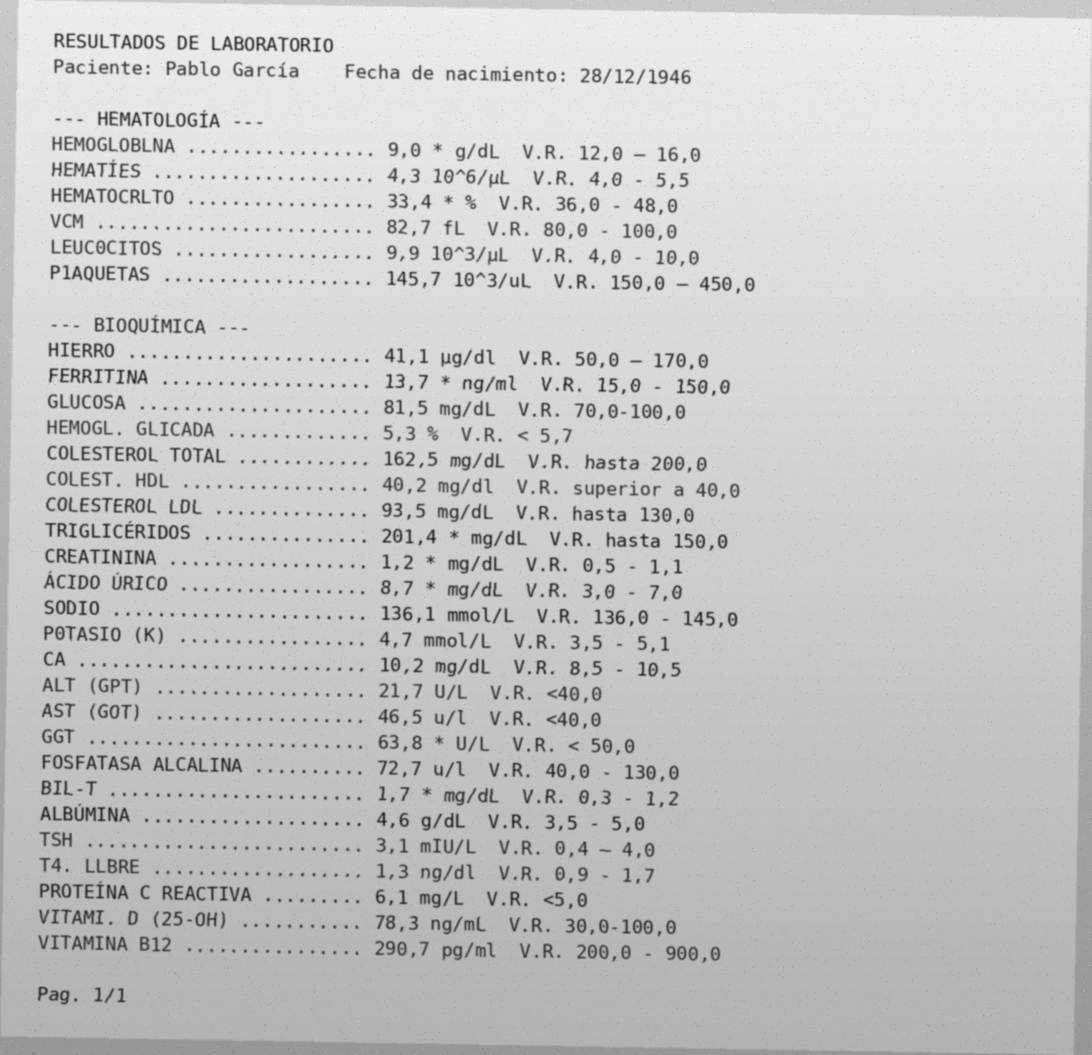 RESULTADOS DE LABORATORIO
Paciente: Pablo García    Fecha de nacimiento: 28/12/1946
--- HEMATOLOGÍA ---
HEMOGLOBLNA ................. 9,0 * g/dL  V.R. 12,0 – 16,0
HEMATÍES .................... 4,3 10^6/µL  V.R. 4,0 - 5,5
HEMATOCRLTO ................. 33,4 * %  V.R. 36,0 - 48,0
VCM ......................... 82,7 fL  V.R. 80,0 - 100,0
LEUC0CITOS .................. 9,9 10^3/µL  V.R. 4,0 - 10,0
P1AQUETAS ................... 145,7 10^3/uL  V.R. 150,0 – 450,0
--- BIOQUÍMICA ---
HIERRO ...................... 41,1 µg/dl  V.R. 50,0 – 170,0
FERRITINA ................... 13,7 * ng/ml  V.R. 15,0 - 150,0
GLUCOSA ..................... 81,5 mg/dL  V.R. 70,0-100,0
HEMOGL. GLICADA ............. 5,3 %  V.R. < 5,7
COLESTEROL TOTAL ............ 162,5 mg/dL  V.R. hasta 200,0
COLEST. HDL ................. 40,2 mg/dl  V.R. superior a 40,0
COLESTEROL LDL .............. 93,5 mg/dL  V.R. hasta 130,0
TRIGLICÉRIDOS ............... 201,4 * mg/dL  V.R. hasta 150,0
CREATININA .................. 1,2 * mg/dL  V.R. 0,5 - 1,1
ÁCIDO ÚRICO ................. 8,7 * mg/dL  V.R. 3,0 - 7,0
SODIO ....................... 136,1 mmol/L  V.R. 136,0 - 145,0
P0TASIO (K) ................. 4,7 mmol/L  V.R. 3,5 - 5,1
CA .......................... 10,2 mg/dL  V.R. 8,5 - 10,5
ALT (GPT) ................... 21,7 U/L  V.R. <40,0
AST (GOT) ................... 46,5 u/l  V.R. <40,0
GGT ......................... 63,8 * U/L  V.R. < 50,0
FOSFATASA ALCALINA .......... 72,7 u/l  V.R. 40,0 - 130,0
BIL-T ....................... 1,7 * mg/dL  V.R. 0,3 - 1,2
ALBÚMINA .................... 4,6 g/dL  V.R. 3,5 - 5,0
TSH ......................... 3,1 mIU/L  V.R. 0,4 – 4,0
T4. LLBRE ................... 1,3 ng/dl  V.R. 0,9 - 1,7
PROTEÍNA C REACTIVA ......... 6,1 mg/L  V.R. <5,0
VITAMI. D (25-OH) ........... 78,3 ng/mL  V.R. 30,0-100,0
VITAMINA B12 ................ 290,7 pg/ml  V.R. 200,0 - 900,0
Pag. 1/1